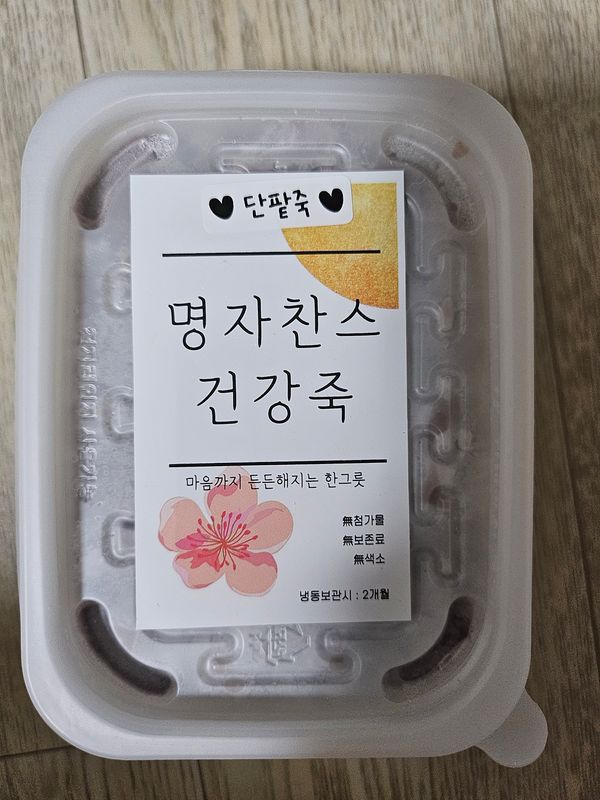 ♥ 단팥죽 ♥
명자찬스
건강죽
마음까지 든든해지는 한그릇
無첨가물
無보존료
無색소
냉동보관시 : 2개월